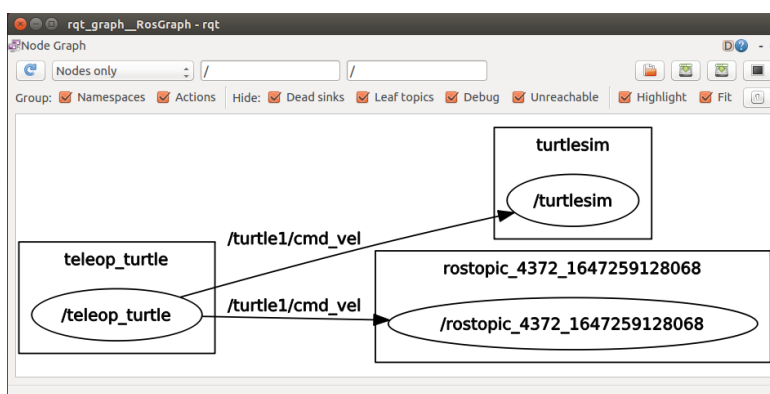 rqt_graph__RosGraph - rqt
Node Graph
D -
Nodes only / /
Group: Namespaces Actions Hide: Dead sinks Leaf topics Debug Unreachable Highlight Fit
turtlesim
/turtlesim
/turtle1/cmd_vel
teleop_turtle
/teleop_turtle
/turtle1/cmd_vel
rostopic_4372_1647259128068
/rostopic_4372_1647259128068